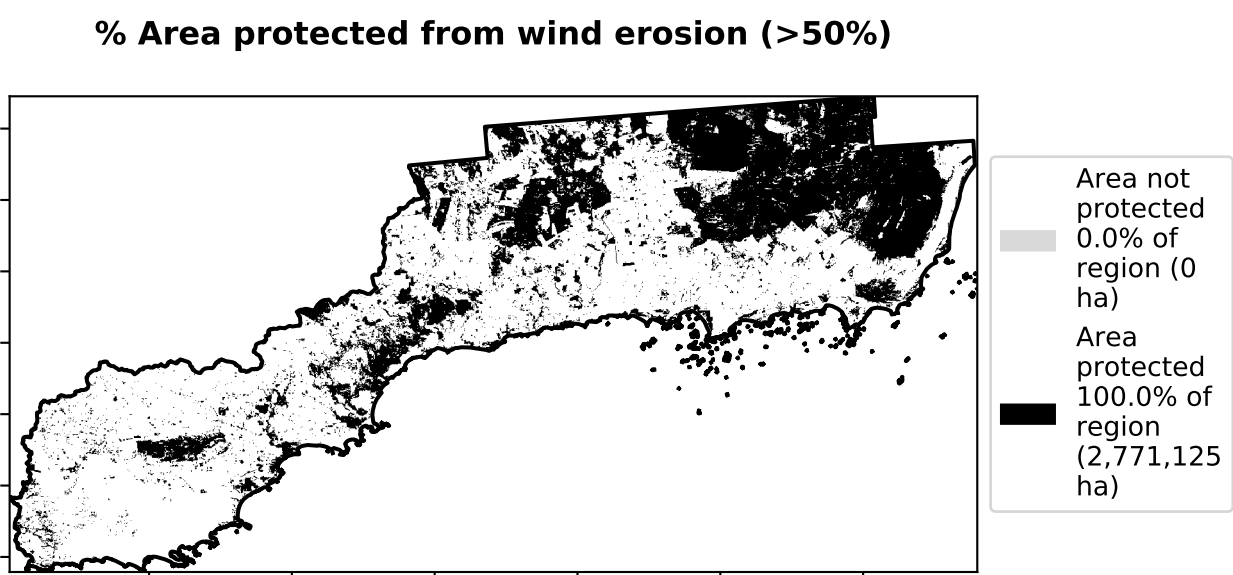 % Area protected from wind erosion (>50%)
Area not
protected
0.0% of
region (0
ha)
Area
protected
100.0% of
region
(2,771,125
ha)